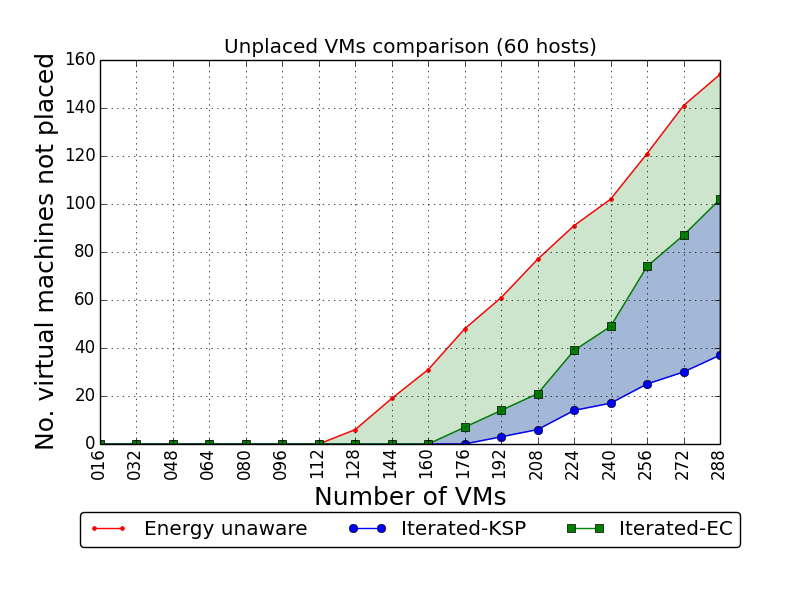 Unplaced VMs comparison (60 hosts)
No. virtual machines not placed
160
140
120
100
80
60
40
20
0
016 032 048 064 080 096 112 128 144 160 176 192 208 224 240 256 272 288
Number of VMs
Energy unaware Iterated-KSP Iterated-EC